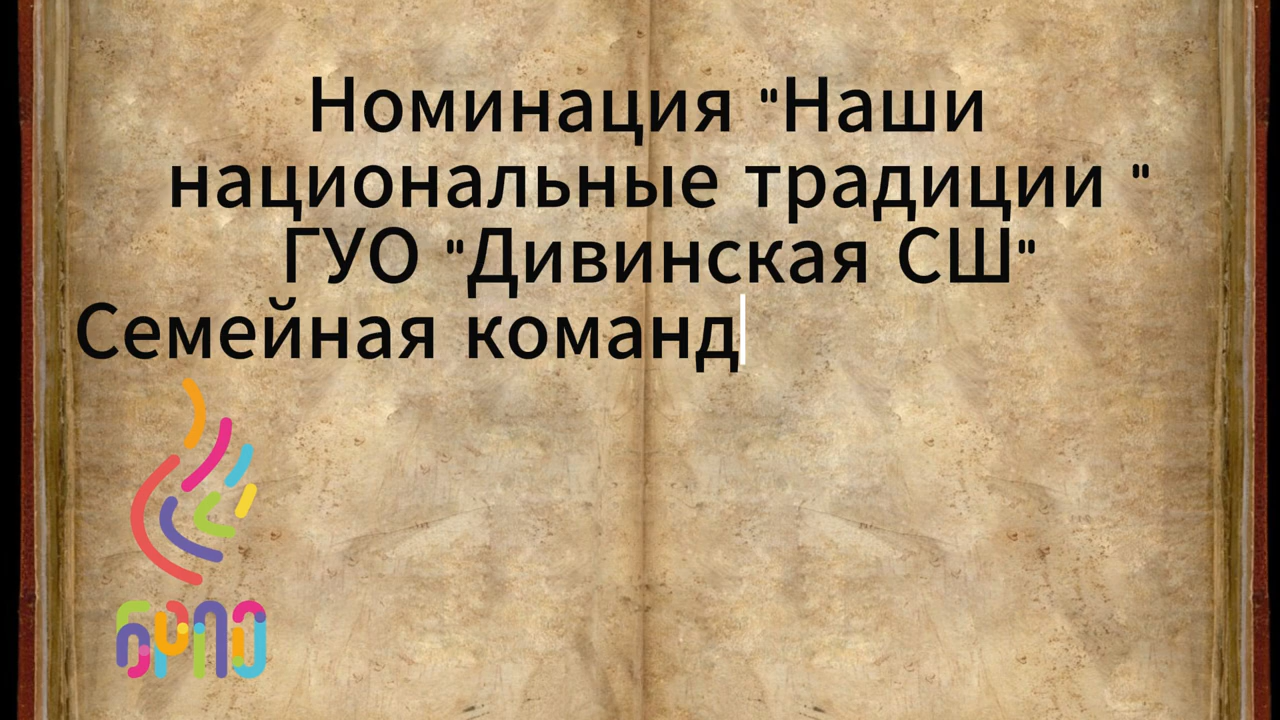 Номинация "Наши
национальные традиции "
ГУО "Дивинская СШ"
Семейная команд
БРПО